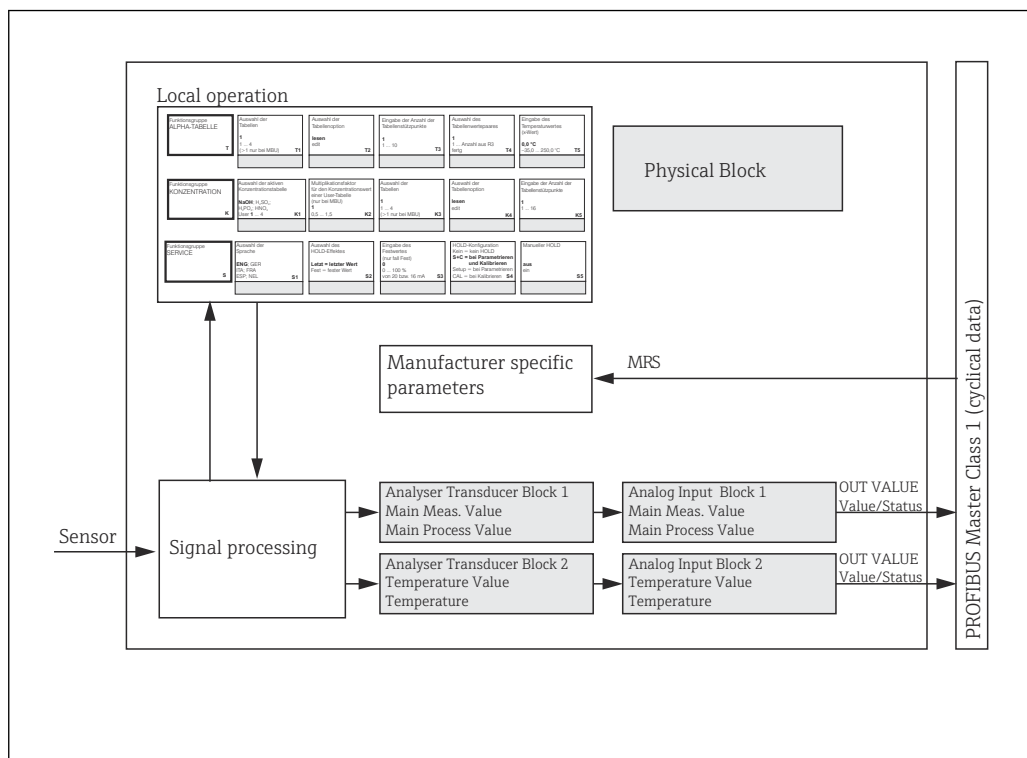 Local operation
Funktionsgruppe
ALPHA-TABELLE
T
Auswahl der
Tabellen
1
1 ... 4
(>1 nur bei MBU)
T1
Auswahl der
Tabellenoption
lesen
edit
T2
Eingabe der Anzahl der
Tabellenstützpunkte
1
1 ... 10
T3
Auswahl des
Tabellenwertepaares
1
1 ... Anzahl aus R3
fertig
T4
Eingabe des
Temperaturwertes
(x-Wert)
0,0 °C
–35,0 ... 250,0 °C
T5
Funktionsgruppe
KONZENTRATION
K
Auswahl der aktiven
Konzentrationstabelle
NaOH; H₂SO₄;
H₃PO₄; HNO₃
User 1 ... 4
K1
Multiplikationsfaktor
für den Konzentrationswert
einer User-Tabelle
(nur bei MBU)
1
0,5 ... 1,5
K2
Auswahl der
Tabellen
1
1 ... 4
(>1 nur bei MBU)
K3
Auswahl der
Tabellenoption
lesen
edit
K4
Eingabe der Anzahl der
Tabellenstützpunkte
1
1 ... 16
K5
Funktionsgruppe
SERVICE
S
Auswahl der
Sprache
ENG; GER
ITA; FRA
ESP; NEL
S1
Auswahl des
HOLD-Effektes
Letzt = letzter Wert
Fest = fester Wert
S2
Eingabe des
Festwertes
(nur fall Fest)
0
0 ... 100 %
von 20 bzw. 16 mA
S3
HOLD-Konfiguration
Kein = kein HOLD
S+C = bei Parametrieren
und Kalibrieren
Setup = bei Parametrieren
CAL = bei Kalibrieren
S4
Manueller HOLD
aus
ein
S5
Physical Block
Manufacturer specific
parameters
MRS
Sensor
Signal processing
Analyser Transducer Block 1
Main Meas. Value
Main Process Value
Analog Input Block 1
Main Meas. Value
Main Process Value
OUT VALUE
Value/Status
Analyser Transducer Block 2
Temperature Value
Temperature
Analog Input Block 2
Temperature Value
Temperature
OUT VALUE
Value/Status
PROFIBUS Master Class 1 (cyclical data)